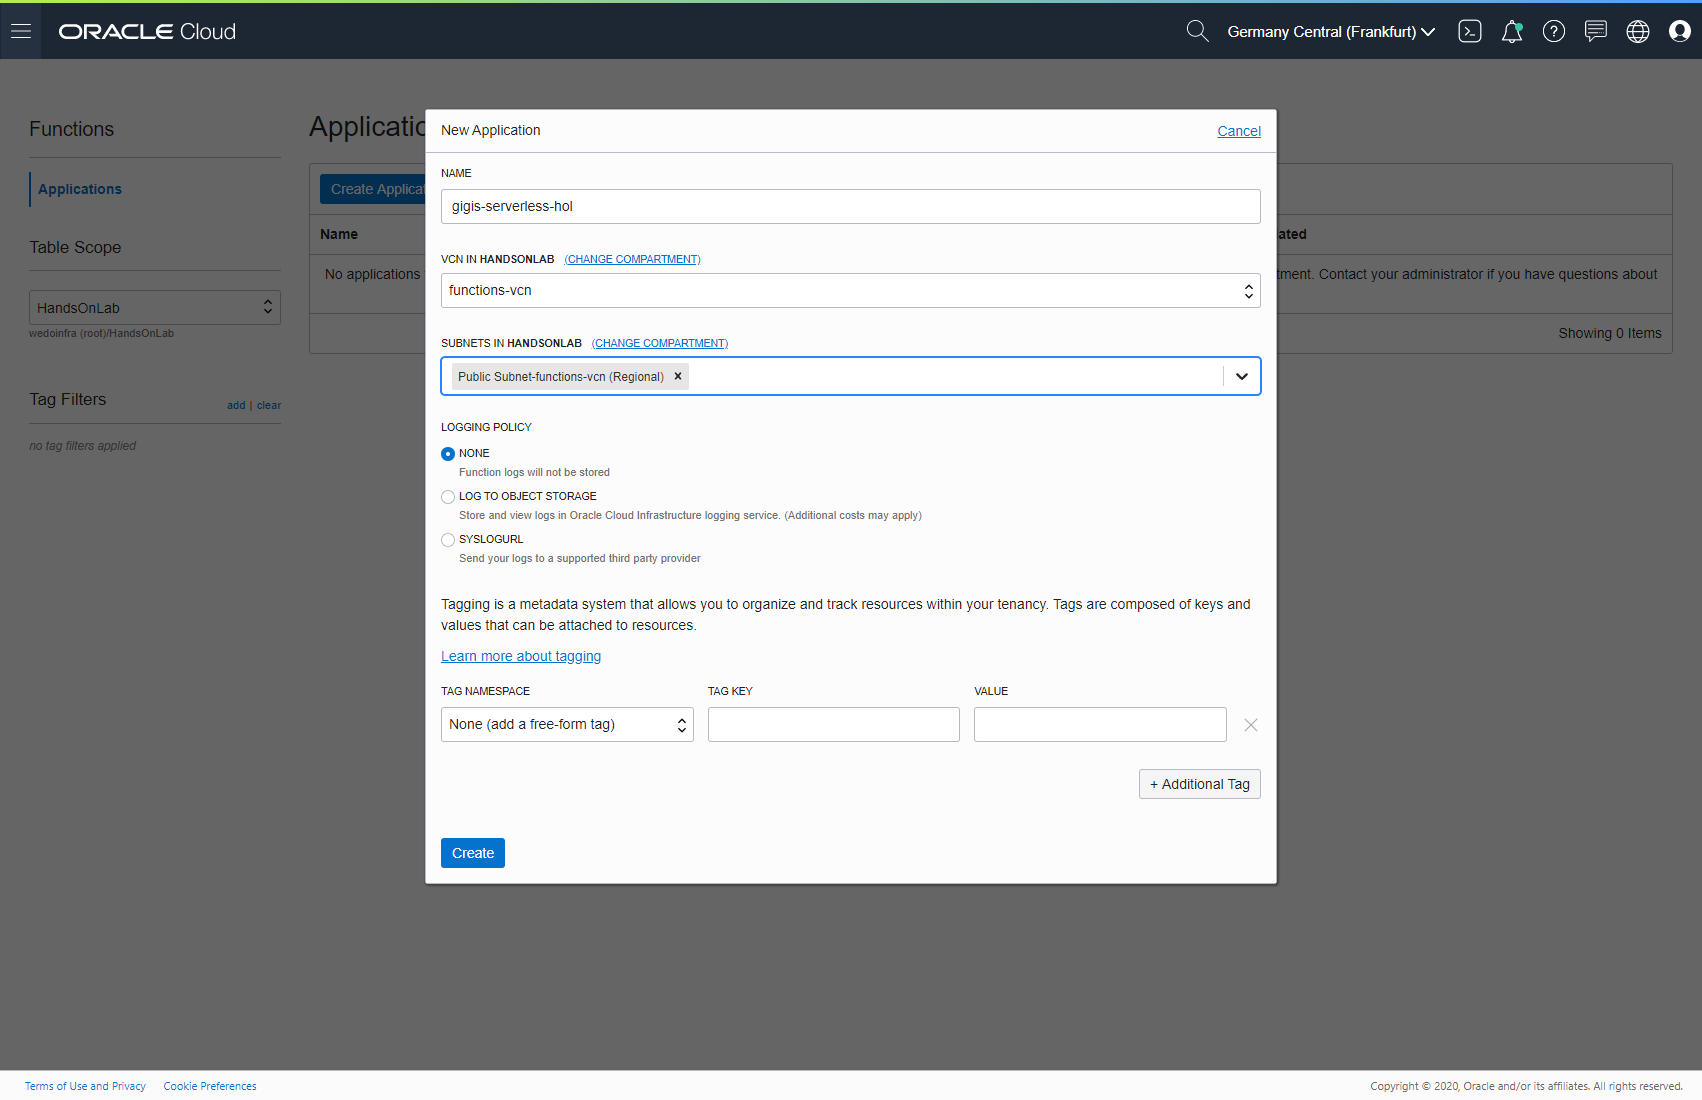 ORACLE Cloud
Germany Central (Frankfurt)
Functions
Applications
Table Scope
HandsOnLab
wedoinfra (root)/HandsOnLab
Tag Filters
add | clear
no tag filters applied
Applicatio
Create Applicat
Name
ated
No applications
tment. Contact your administrator if you have questions about
Showing 0 Items
New Application
Cancel
NAME
gigis-serverless-hol
VCN IN HANDSONLAB (CHANGE COMPARTMENT)
functions-vcn
SUBNETS IN HANDSONLAB (CHANGE COMPARTMENT)
Public Subnet-functions-vcn (Regional) ×
LOGGING POLICY
NONE
Function logs will not be stored
LOG TO OBJECT STORAGE
Store and view logs in Oracle Cloud Infrastructure logging service. (Additional costs may apply)
SYSLOGURL
Send your logs to a supported third party provider
Tagging is a metadata system that allows you to organize and track resources within your tenancy. Tags are composed of keys and
values that can be attached to resources.
Learn more about tagging
TAG NAMESPACE TAG KEY VALUE
None (add a free-form tag)
+ Additional Tag
Create
Terms of Use and Privacy Cookie Preferences
Copyright © 2020, Oracle and/or its affiliates. All rights reserved.